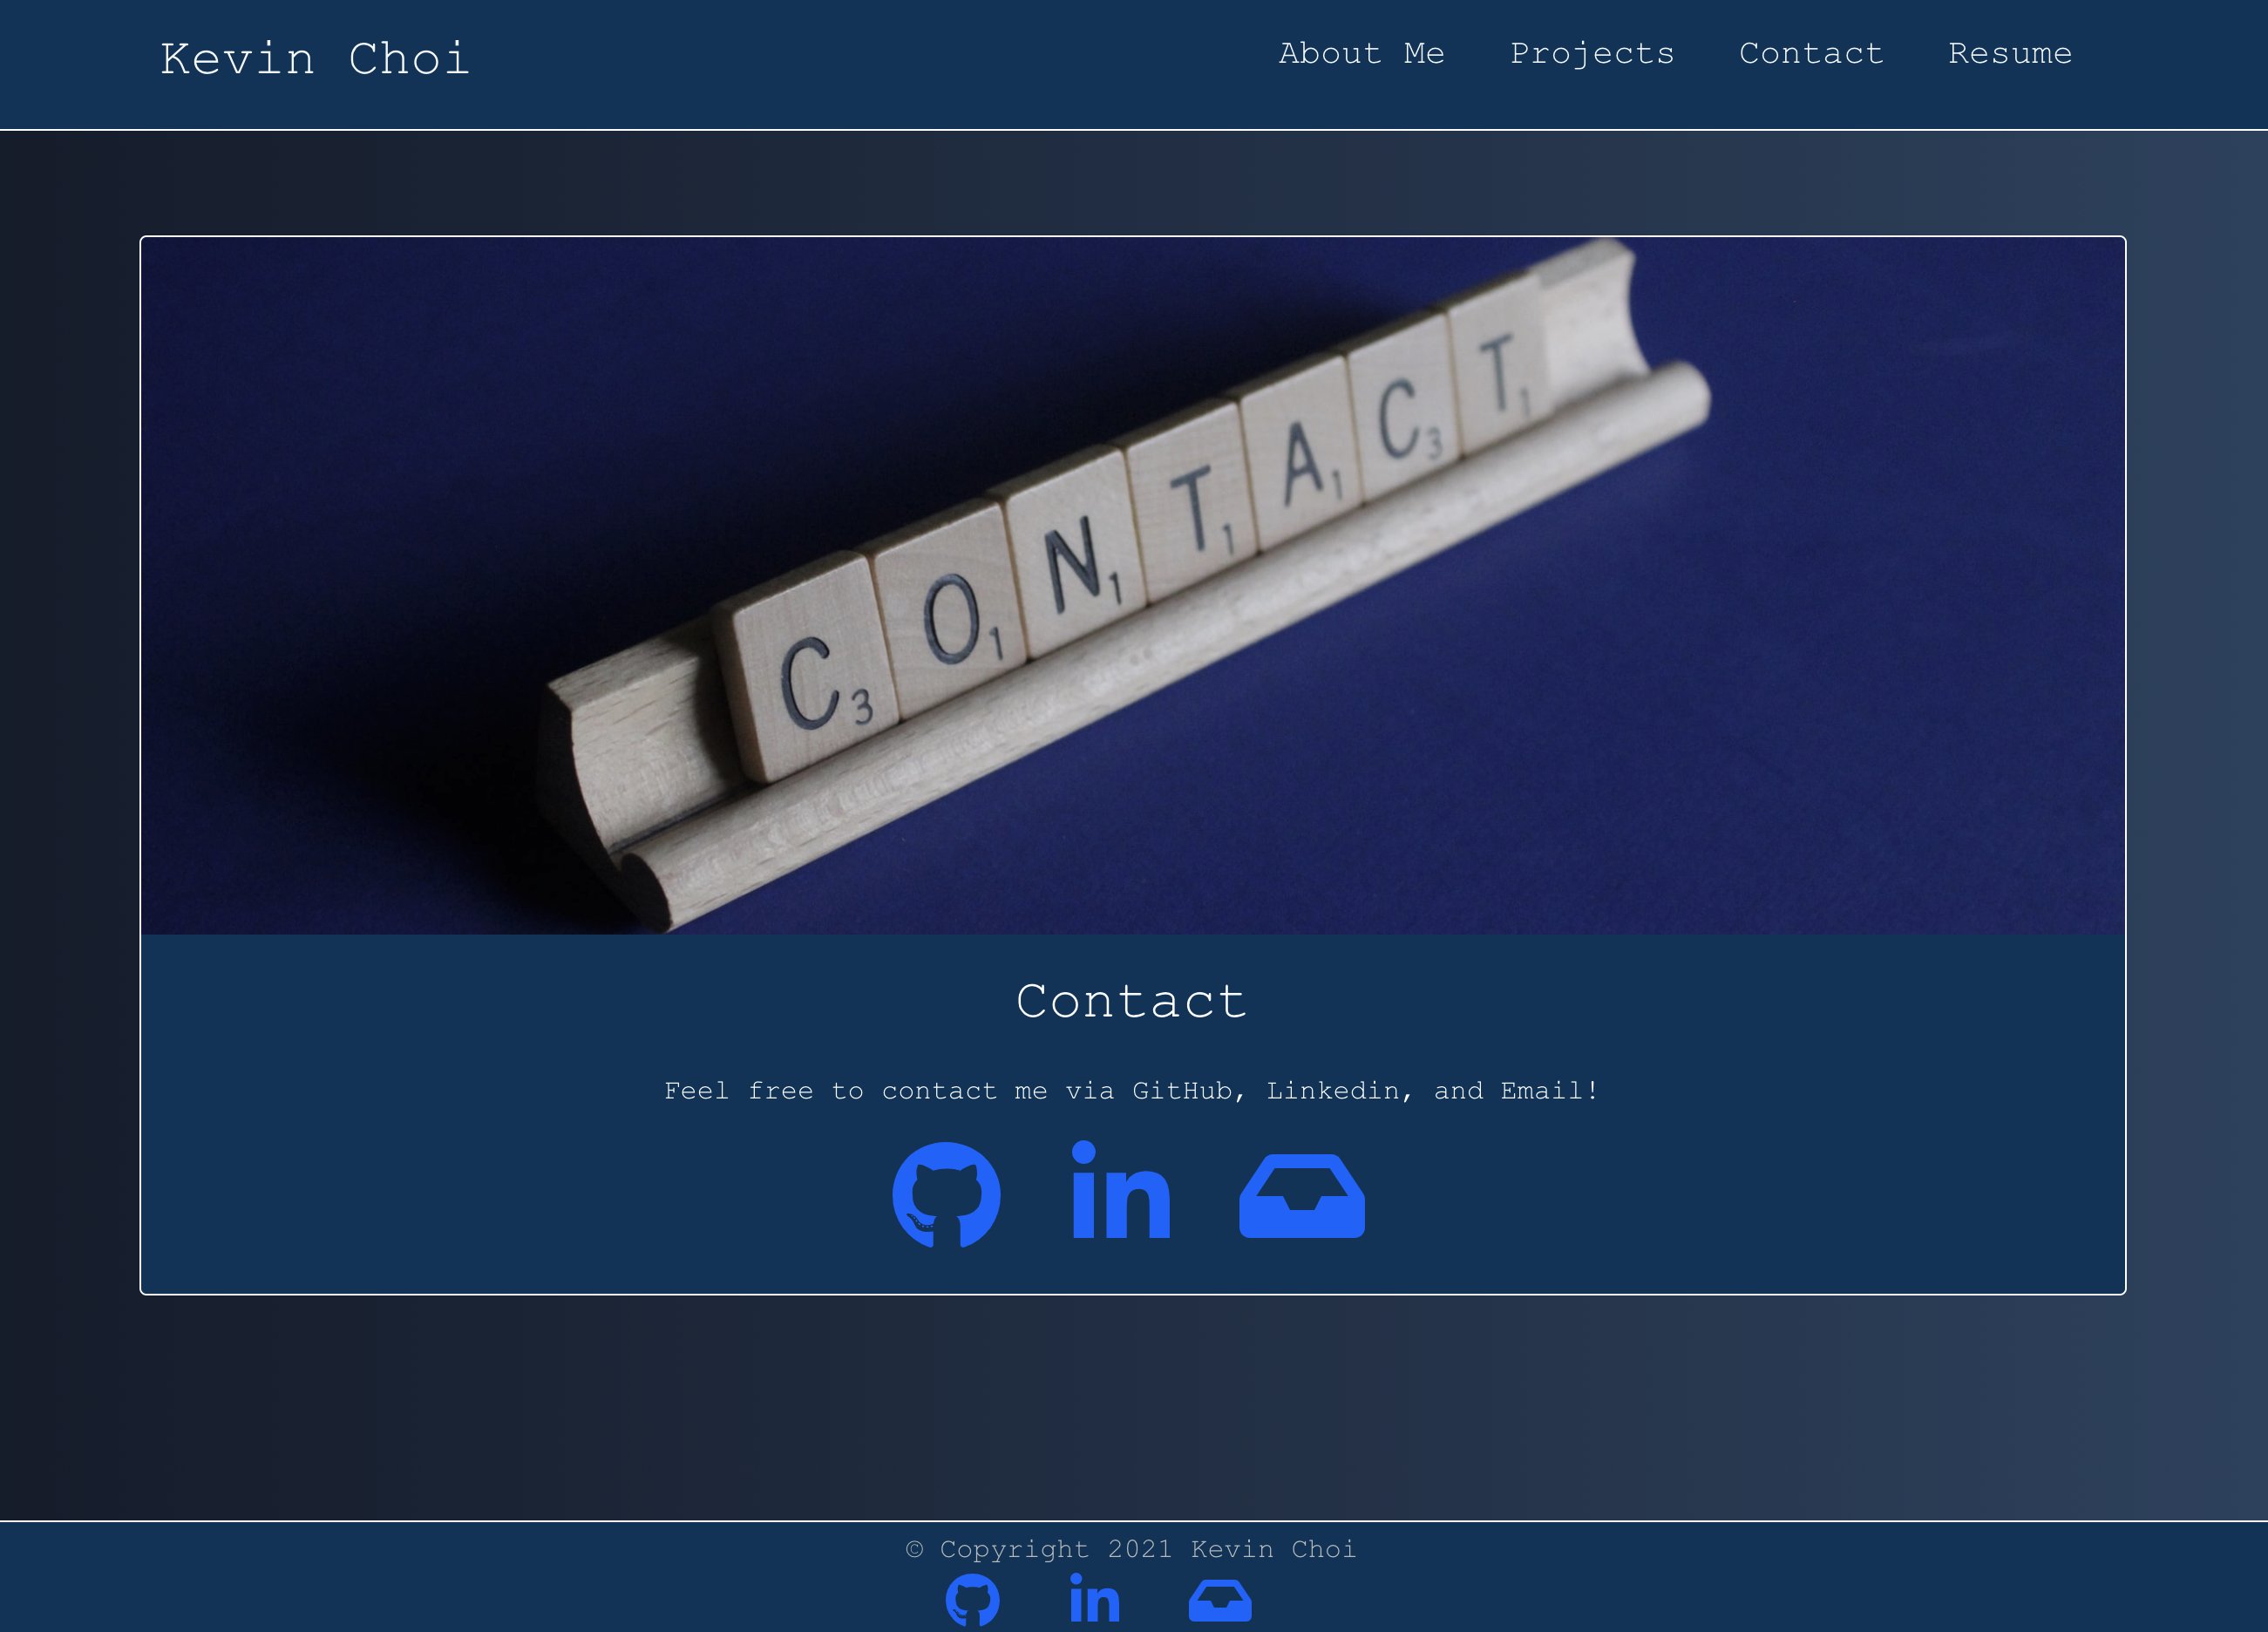 Kevin Choi
About Me Projects Contact Resume
C3 O1 N1 T1 A1 C3 T1
Contact
Feel free to contact me via GitHub, Linkedin, and Email!
in
© Copyright 2021 Kevin Choi
in